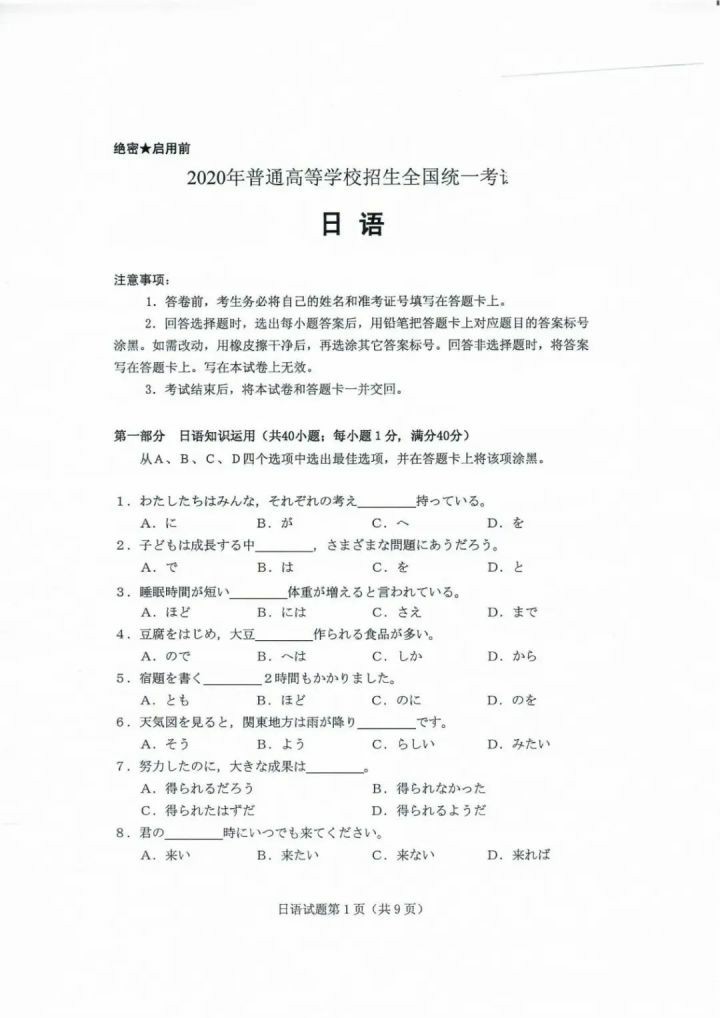 绝密★启用前
2020年普通高等学校招生全国统一考
日 语
注意事项：
1．答卷前，考生务必将自己的姓名和准考证号填写在答题卡上。
2．回答选择题时，选出每小题答案后，用铅笔把答题卡上对应题目的答案标号
涂黑。如需改动，用橡皮擦干净后，再选涂其它答案标号。回答非选择题时，将答案
写在答题卡上。写在本试卷上无效。
3．考试结束后，将本试卷和答题卡一并交回。
第一部分　日语知识运用（共40小题；每小题1分，满分40分）
从A、B、C、D四个选项中选出最佳选项，并在答题卡上将该项涂黑。
1．わたしたちはみんな，それぞれの考え________持っている。
A．に　B．が　C．へ　D．を
2．子どもは成長する中________，さまざまな問題にあうだろう。
A．で　B．は　C．を　D．と
3．睡眠時間が短い________体重が増えると言われている。
A．ほど　B．には　C．さえ　D．まで
4．豆腐をはじめ，大豆________作られる食品が多い。
A．ので　B．へは　C．しか　D．から
5．宿題を書く________2時間もかかりました。
A．とも　B．ほど　C．のに　D．のを
6．天気図を見ると，関東地方は雨が降り________です。
A．そう　B．よう　C．らしい　D．みたい
7．努力したのに，大きな成果は________。
A．得られるだろう　B．得られなかった
C．得られたはずだ　D．得られるようだ
8．君の________時にいつでも来てください。
A．来い　B．来たい　C．来ない　D．来れば
日语试题第1页（共9页）